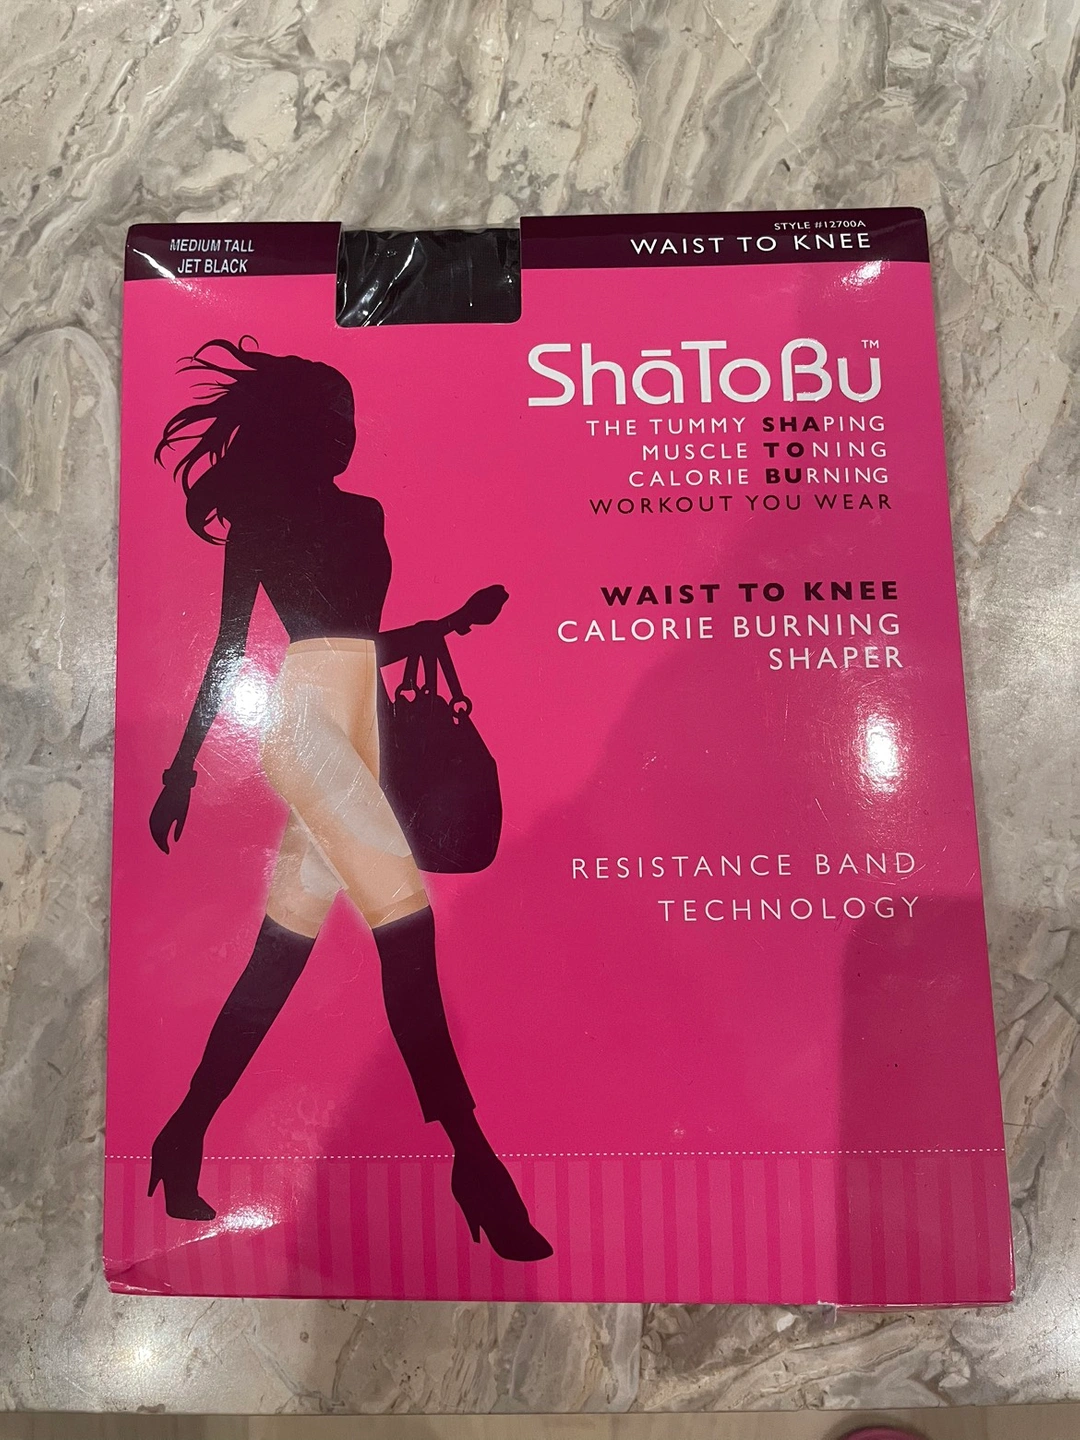 MEDIUM TALL
JET BLACK
STYLE #12700A
WAIST TO KNEE
ShāToBu™
THE TUMMY SHAPING
MUSCLE TONING
CALORIE BURNING
WORKOUT YOU WEAR
WAIST TO KNEE
CALORIE BURNING
SHAPER
RESISTANCE BAND
TECHNOLOGY